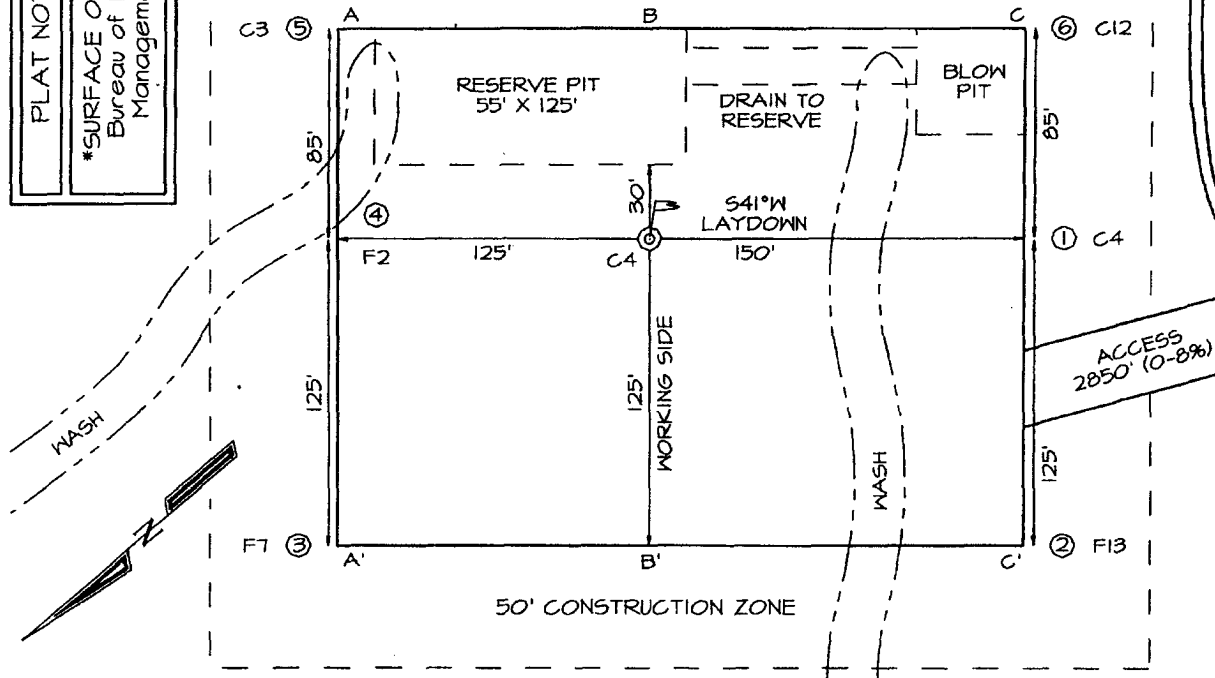 PLAT NO
*SURFACE O
Bureau of
Managem
C3 ⑤
A
B
C
⑥ C12
RESERVE PIT
55' X 125'
DRAIN TO
RESERVE
BLOW
PIT
85'
85'
④
F2
30'
S41°W
LAYDOWN
125'
C4
150'
① C4
ACCESS
2850' (0-8%)
WASH
125'
125'
WORKING SIDE
WASH
125'
N
F7 ③
A'
B'
C'
② F13
50' CONSTRUCTION ZONE